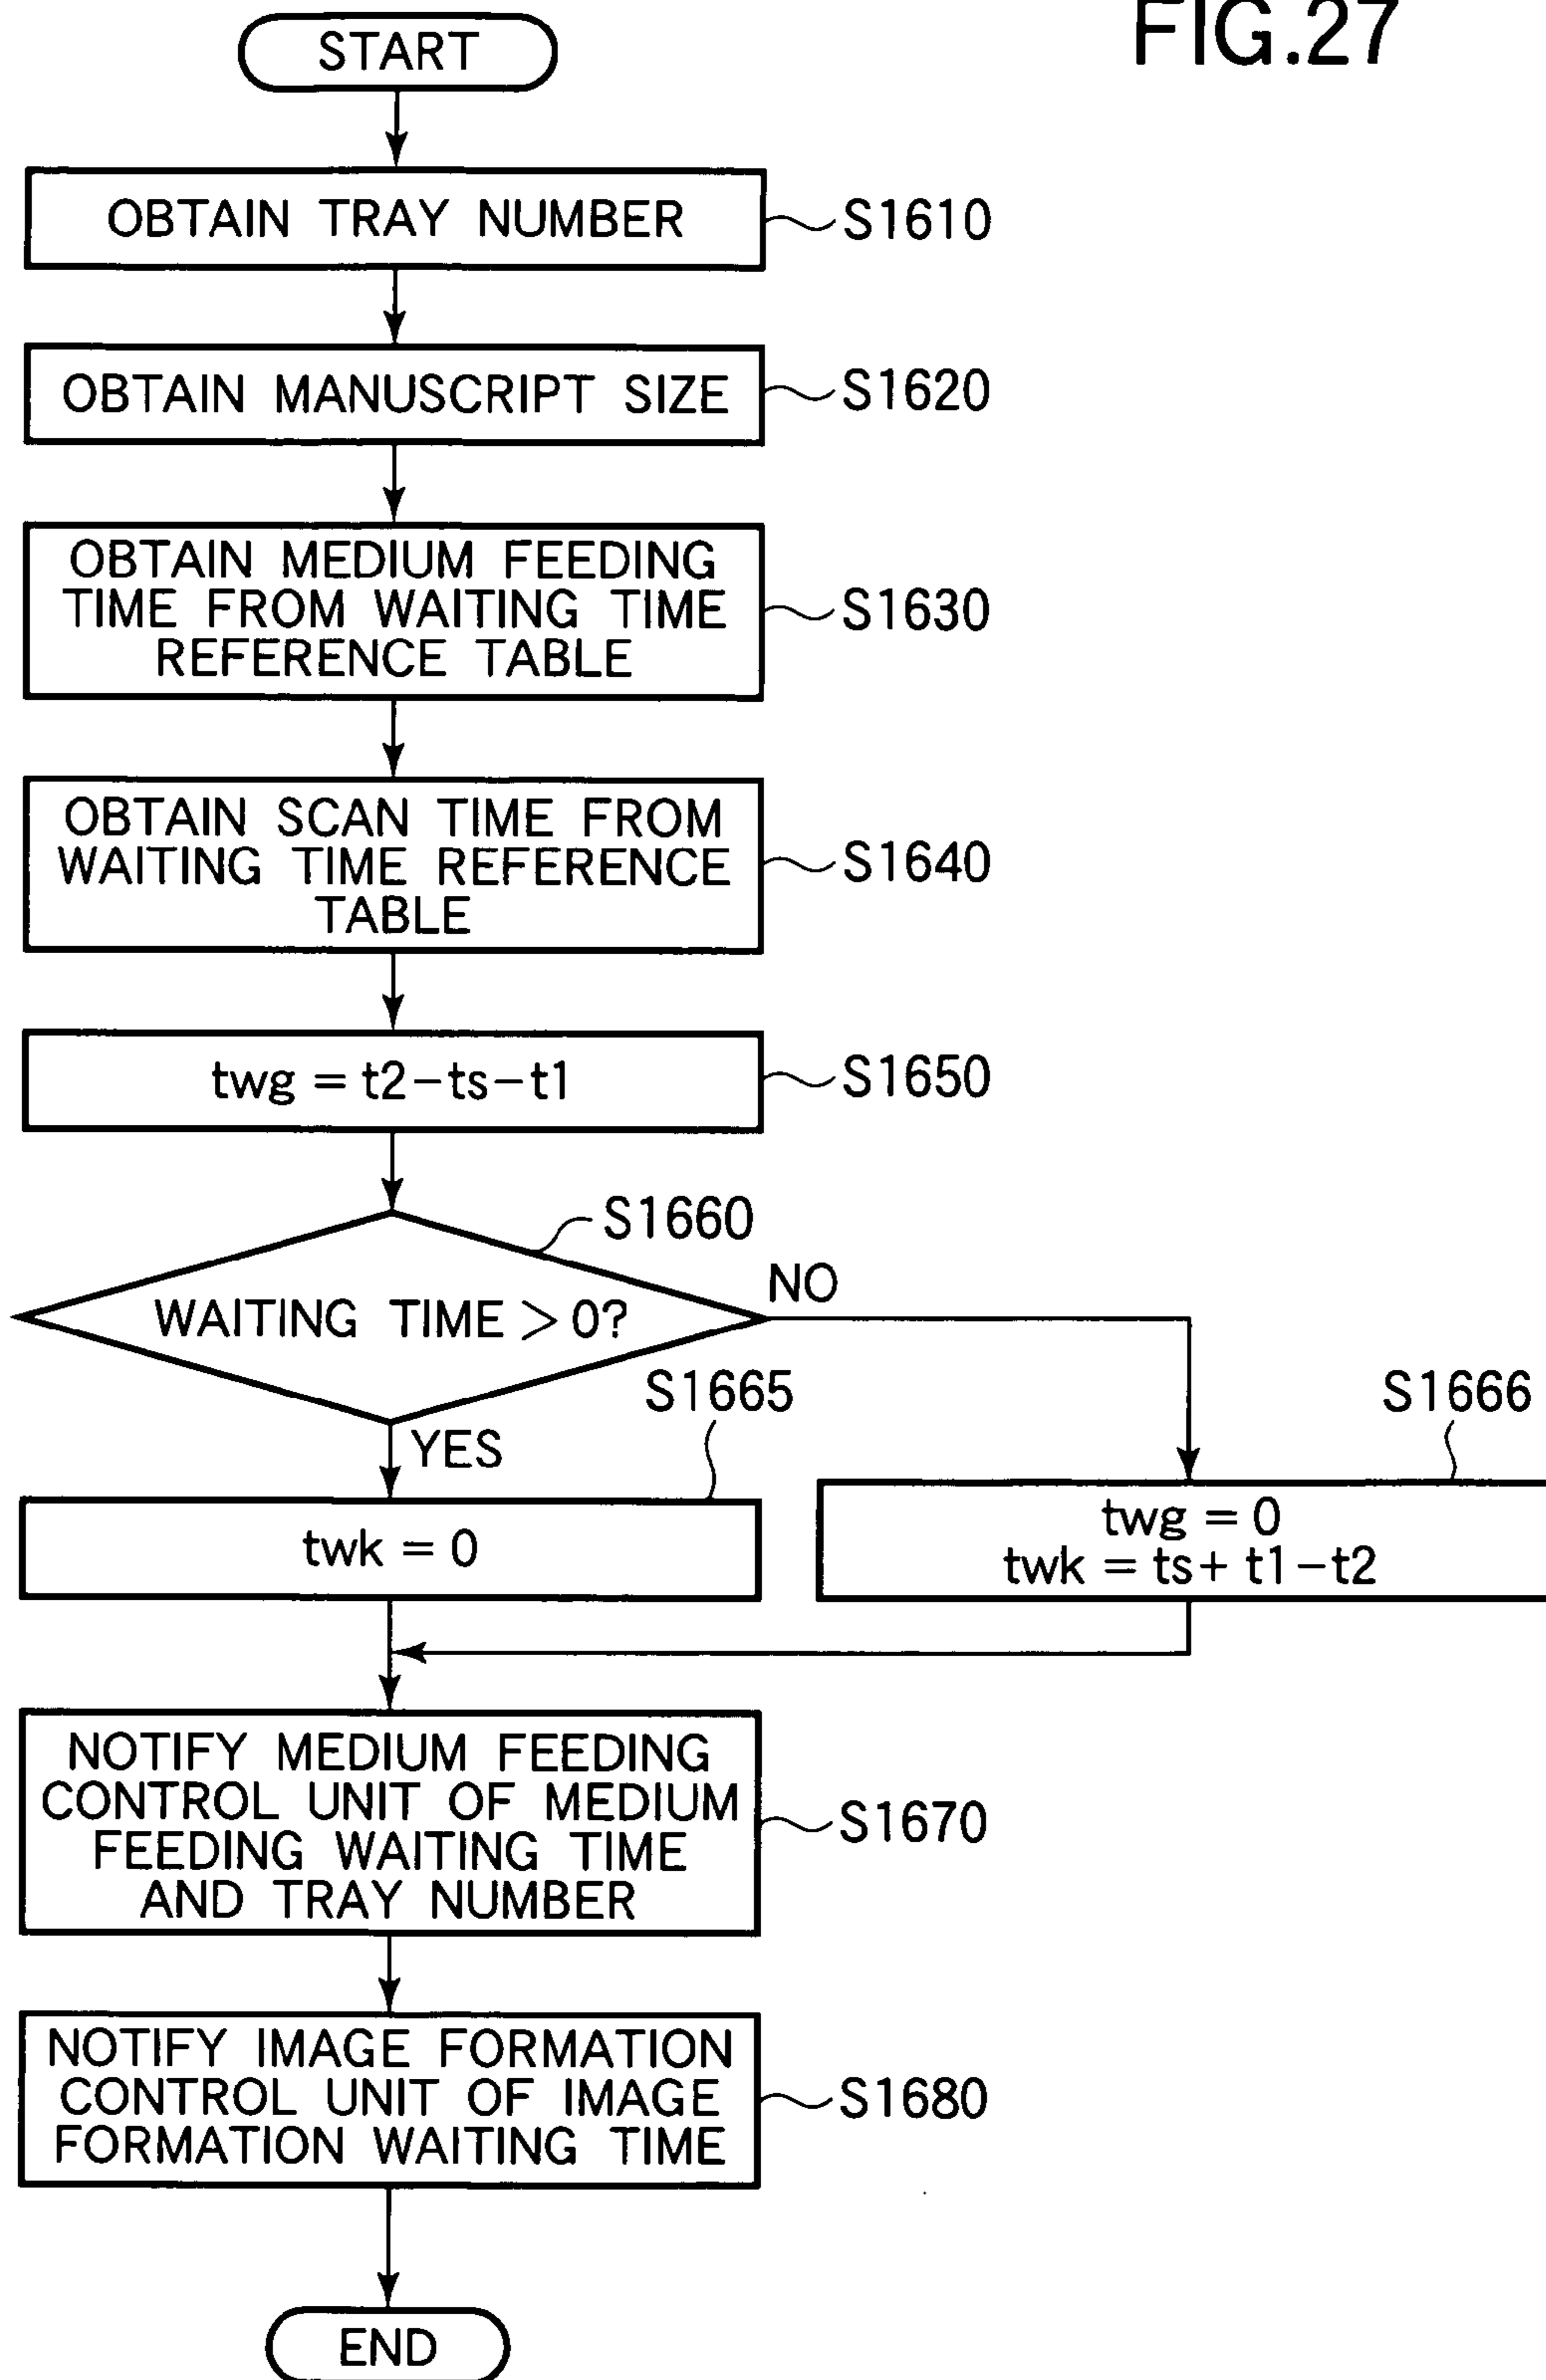 FIG.27
START
OBTAIN TRAY NUMBER
S1610
OBTAIN MANUSCRIPT SIZE
S1620
OBTAIN MEDIUM FEEDING
TIME FROM WAITING TIME
REFERENCE TABLE
S1630
OBTAIN SCAN TIME FROM
WAITING TIME REFERENCE
TABLE
S1640
twg = t2-ts-t1
S1650
S1660
WAITING TIME > 0?
NO
YES
S1665
twk = 0
S1666
twg = 0
twk = ts+ t1-t2
NOTIFY MEDIUM FEEDING
CONTROL UNIT OF MEDIUM
FEEDING WAITING TIME
AND TRAY NUMBER
S1670
NOTIFY IMAGE FORMATION
CONTROL UNIT OF IMAGE
FORMATION WAITING TIME
S1680
END